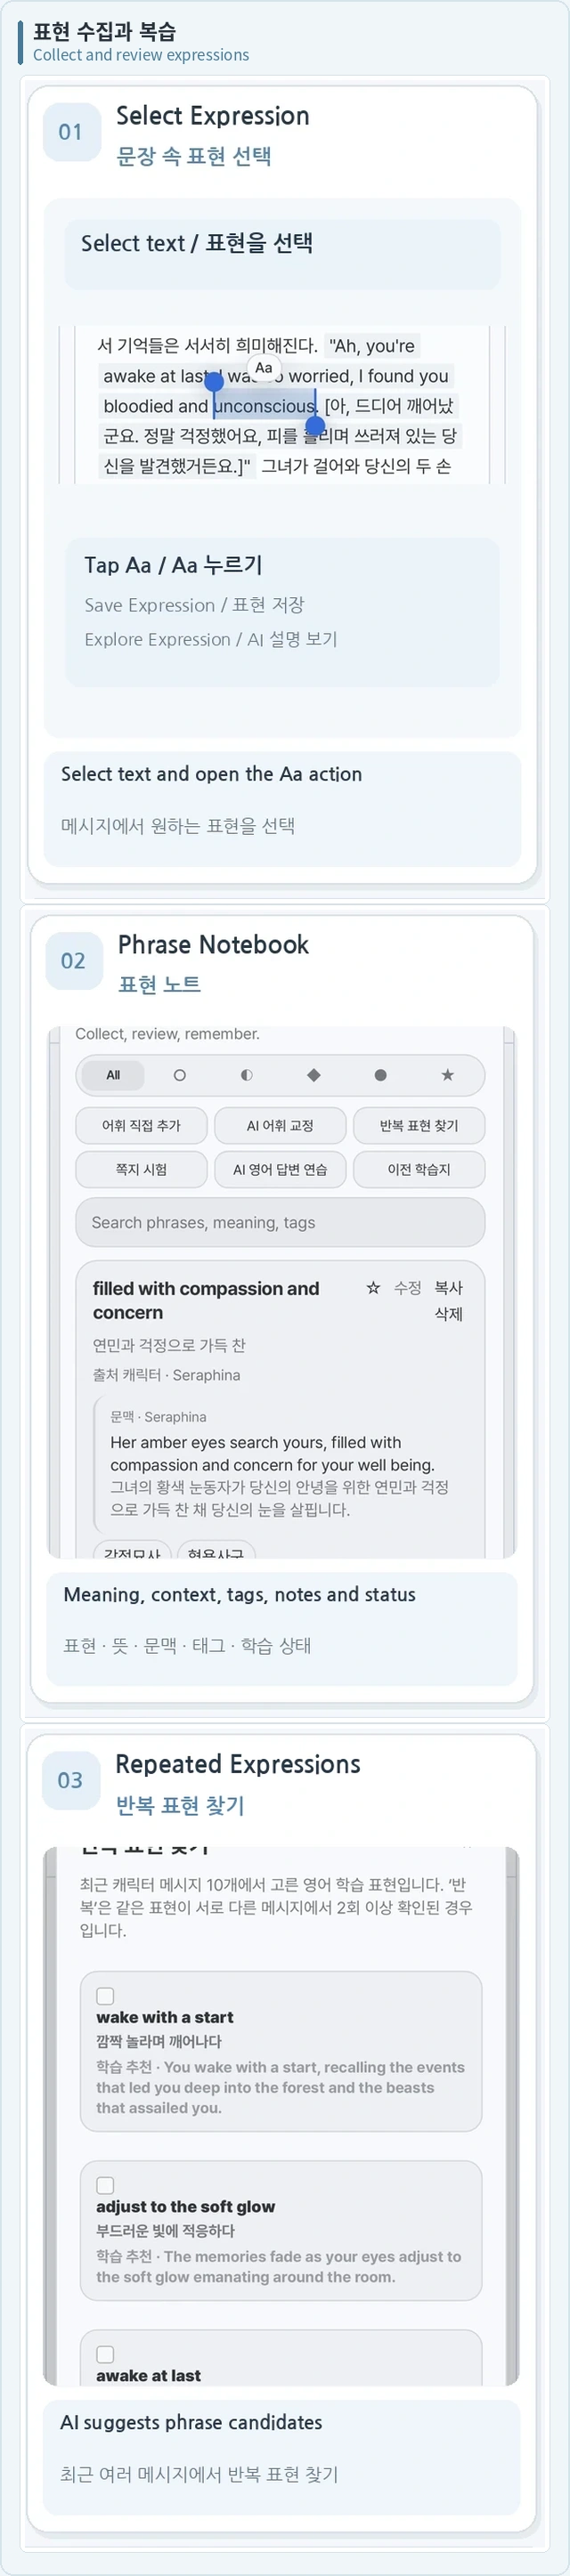 표현 수집과 복습
Collect and review expressions
01
Select Expression
문장 속 표현 선택
Select text / 표현을 선택
서 기억들은 서서히 희미해진다. "Ah, you're
Aa
awake at last worried, I found you
bloodied and unconscious. [아, 드디어 깨어났
군요. 정말 걱정했어요, 피를 흘리며 쓰러져 있는 당
신을 발견했거든요.]" 그녀가 걸어와 당신의 두 손
Tap Aa / Aa 누르기
Save Expression / 표현 저장
Explore Expression / AI 설명 보기
Select text and open the Aa action
메시지에서 원하는 표현을 선택
02
Phrase Notebook
표현 노트
Collect, review, remember.
All
어휘 직접 추가 AI 어휘 교정 반복 표현 찾기
쪽지 시험 AI 영어 답변 연습 이전 학습지
Search phrases, meaning, tags
filled with compassion and ☆ 수정 복사
concern 삭제
연민과 걱정으로 가득 찬
출처 캐릭터 · Seraphina
문맥 · Seraphina
Her amber eyes search yours, filled with
compassion and concern for your well being.
그녀의 황색 눈동자가 당신의 안녕을 위한 연민과 걱정
으로 가득 찬 채 당신의 눈을 살핍니다.
감정묘사 형용사구
Meaning, context, tags, notes and status
표현 · 뜻 · 문맥 · 태그 · 학습 상태
03
Repeated Expressions
반복 표현 찾기
반복 표현 찾기
최근 캐릭터 메시지 10개에서 고른 영어 학습 표현입니다. '반
복'은 같은 표현이 서로 다른 메시지에서 2회 이상 확인된 경우
입니다.
wake with a start
깜짝 놀라며 깨어나다
학습 추천 · You wake with a start, recalling the events
that led you deep into the forest and the beasts
that assailed you.
adjust to the soft glow
부드러운 빛에 적응하다
학습 추천 · The memories fade as your eyes adjust to
the soft glow emanating around the room.
awake at last
AI suggests phrase candidates
최근 여러 메시지에서 반복 표현 찾기